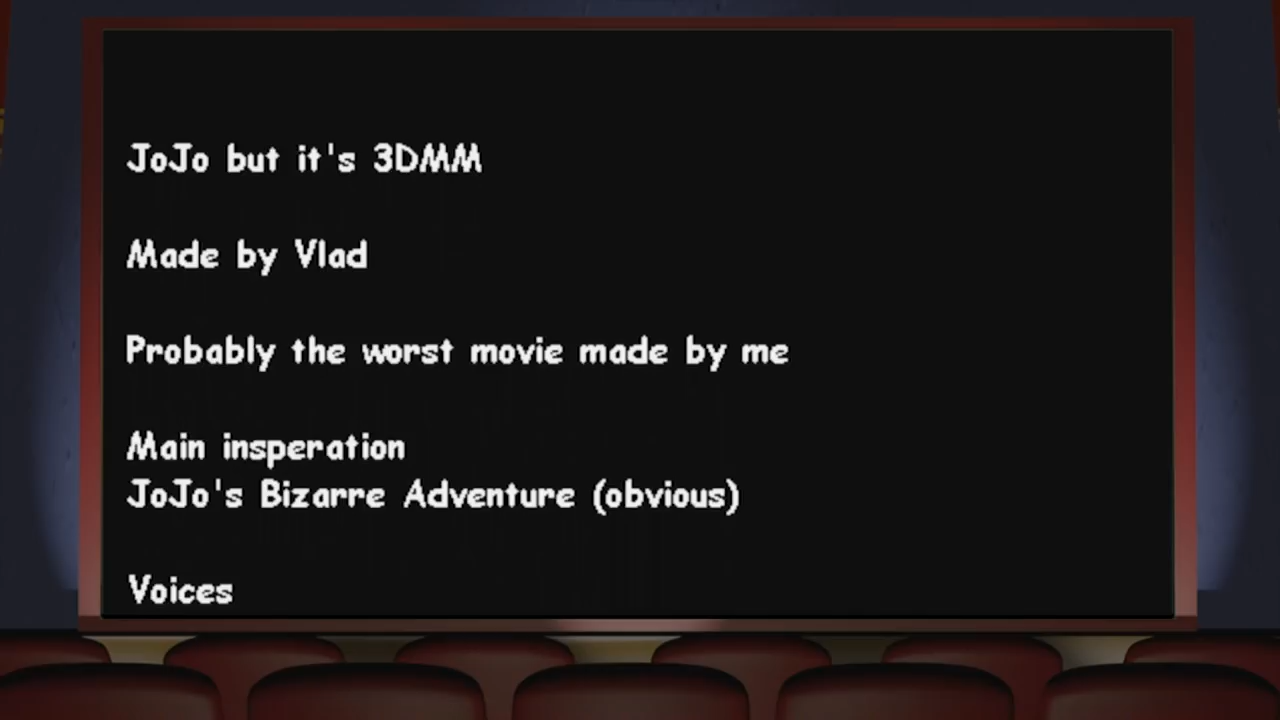 JoJo but it's 3DMM
Made by Vlad
Probably the worst movie made by me
Main insperation
JoJo's Bizarre Adventure (obvious)
Voices